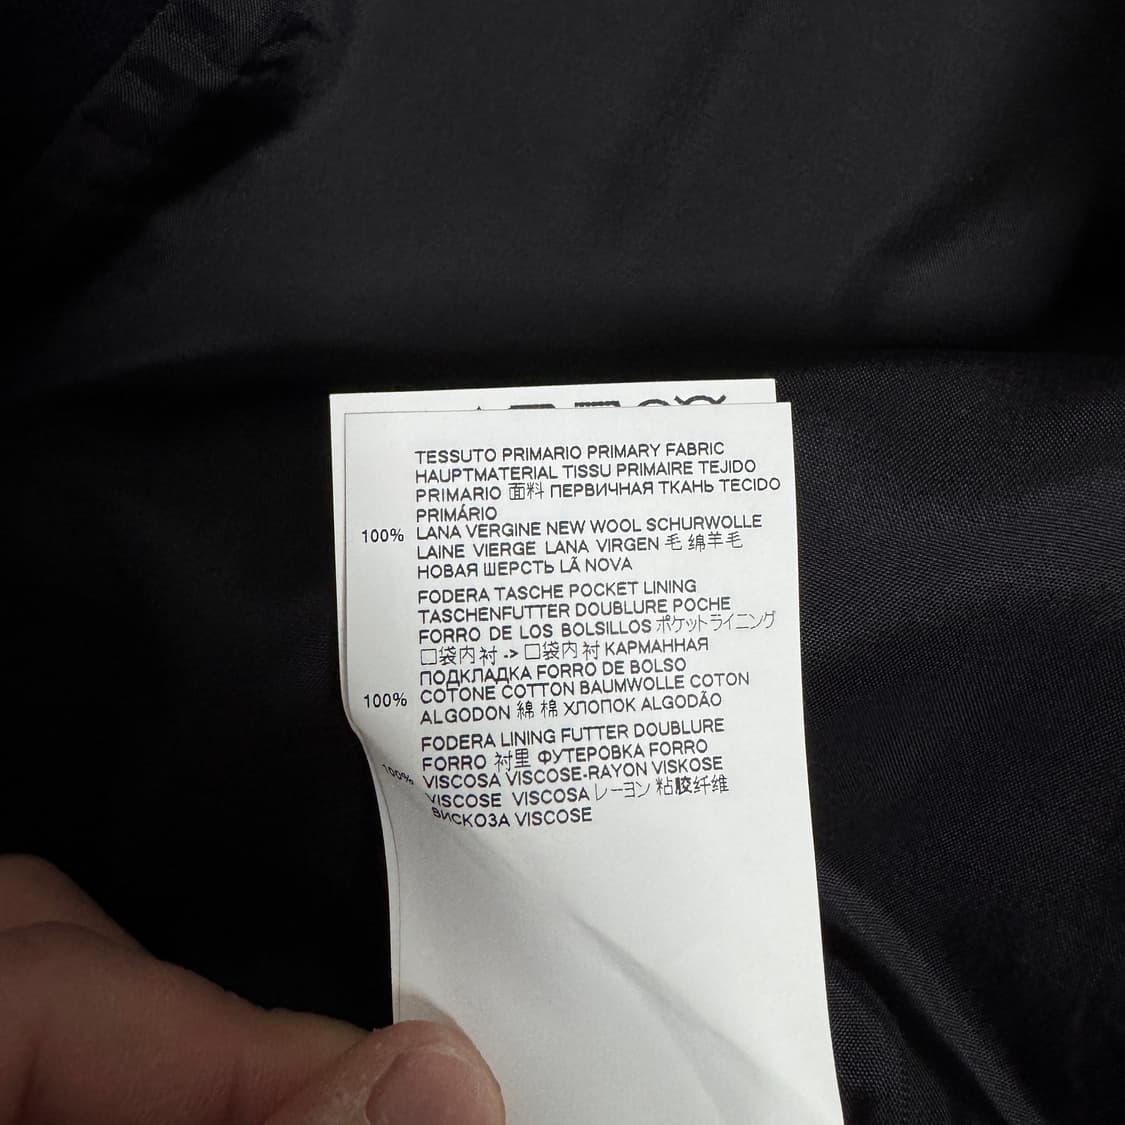 TESSUTO PRIMARIO PRIMARY FABRIC
HAUPTMATERIAL TISSU PRIMAIRE TEJIDO
PRIMARIO 面料 ПЕРВИЧНАЯ ТКАНЬ TECIDO
PRIMÁRIO
100% LANA VERGINE NEW WOOL SCHURWOLLE
LAINE VIERGE LANA VIRGEN 毛 绵羊毛
НОВАЯ ШЕРСТЬ LÃ NOVA
FODERA TASCHE POCKET LINING
TASCHENFUTTER DOUBLURE POCHE
FORRO DE LOS BOLSILLOS ポケットライニング
口袋内衬 -> 口袋内衬 КАРМАННАЯ
ПОДКЛАДКА FORRO DE BOLSO
100% COTONE COTTON BAUMWOLLE COTON
ALGODON 綿 棉 ХЛОПОК ALGODÃO
FODERA LINING FUTTER DOUBLURE
FORRO 衬里 ФУТЕРОВКА FORRO
100% VISCOSA VISCOSE-RAYON VISKOSE
VISCOSE VISCOSA レーヨン 粘胶纤维
ВИСКОЗА VISCOSE